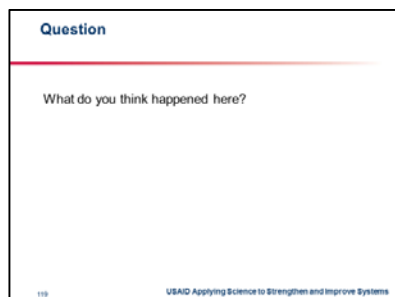 Question
What do you think happened here?
119
USAID Applying Science to Strengthen and Improve Systems